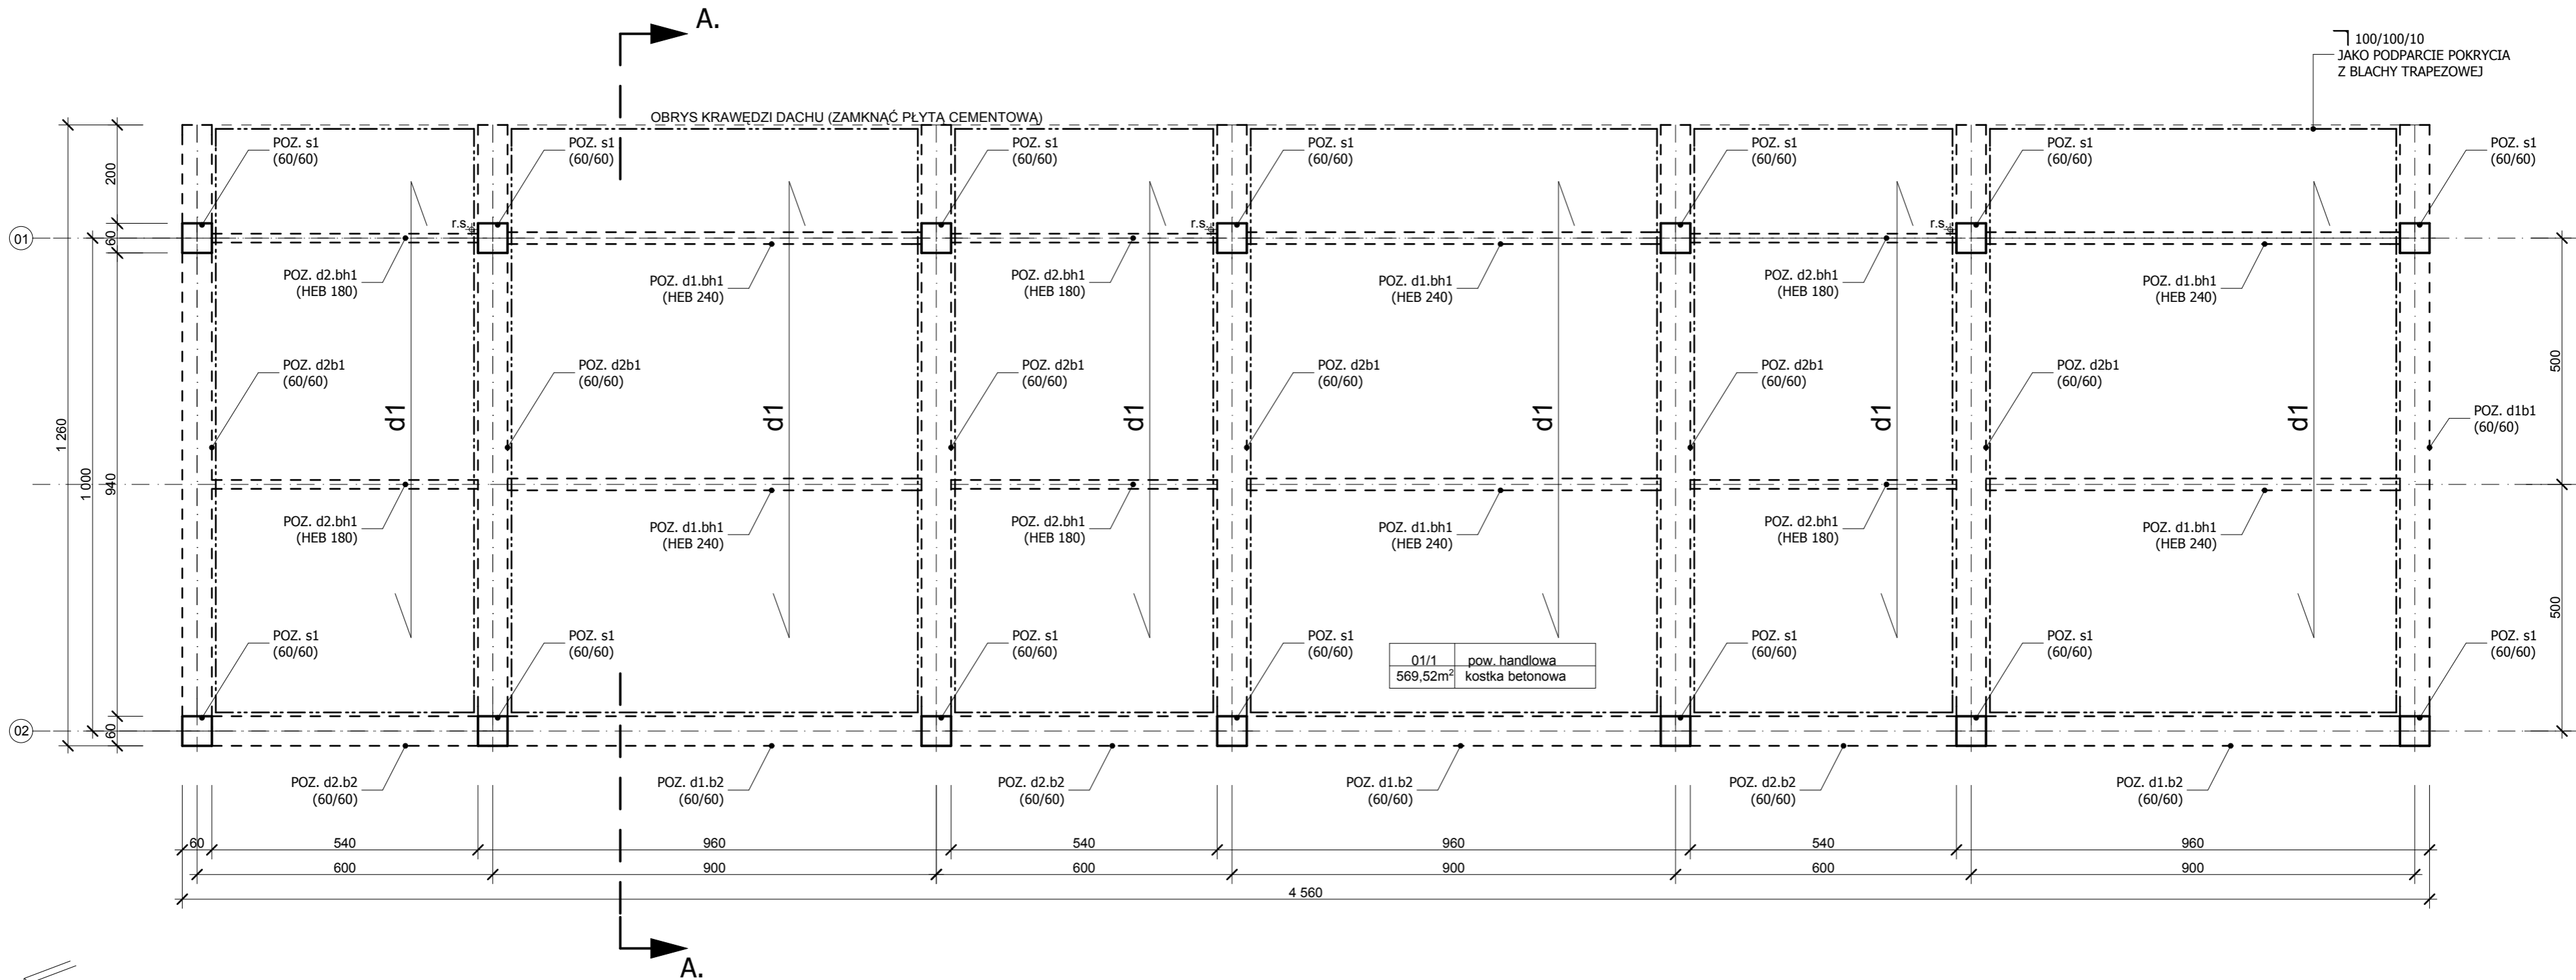 A.
100/100/10
JAKO PODPARCIE POKRYCIA
Z BLACHY TRAPEZOWEJ
OBRYS KRAWĘDZI DACHU (ZAMKNĄĆ PŁYTĄ CEMENTOWĄ)
POZ. s1
(60/60)
POZ. s1
(60/60)
POZ. s1
(60/60)
POZ. s1
(60/60)
POZ. s1
(60/60)
POZ. s1
(60/60)
POZ. s1
(60/60)
200
01
60
r.s.
r.s.
r.s.
POZ. d2.bh1
(HEB 180)
POZ. d1.bh1
(HEB 240)
POZ. d2.bh1
(HEB 180)
POZ. d1.bh1
(HEB 240)
POZ. d2.bh1
(HEB 180)
POZ. d1.bh1
(HEB 240)
POZ. d2b1
(60/60)
POZ. d2b1
(60/60)
POZ. d2b1
(60/60)
POZ. d2b1
(60/60)
POZ. d2b1
(60/60)
POZ. d2b1
(60/60)
POZ. d1b1
(60/60)
500
d1
d1
d1
d1
d1
d1
1 260
1 000
940
POZ. d2.bh1
(HEB 180)
POZ. d1.bh1
(HEB 240)
POZ. d2.bh1
(HEB 180)
POZ. d1.bh1
(HEB 240)
POZ. d2.bh1
(HEB 180)
POZ. d1.bh1
(HEB 240)
500
POZ. s1
(60/60)
POZ. s1
(60/60)
POZ. s1
(60/60)
POZ. s1
(60/60)
POZ. s1
(60/60)
POZ. s1
(60/60)
POZ. s1
(60/60)
01/1 pow. handlowa
569,52m² kostka betonowa
02
60
POZ. d2.b2
(60/60)
POZ. d1.b2
(60/60)
POZ. d2.b2
(60/60)
POZ. d1.b2
(60/60)
POZ. d2.b2
(60/60)
POZ. d1.b2
(60/60)
60 540 960 540 960 540 960
600 900 600 900 600 900
4 560
A.